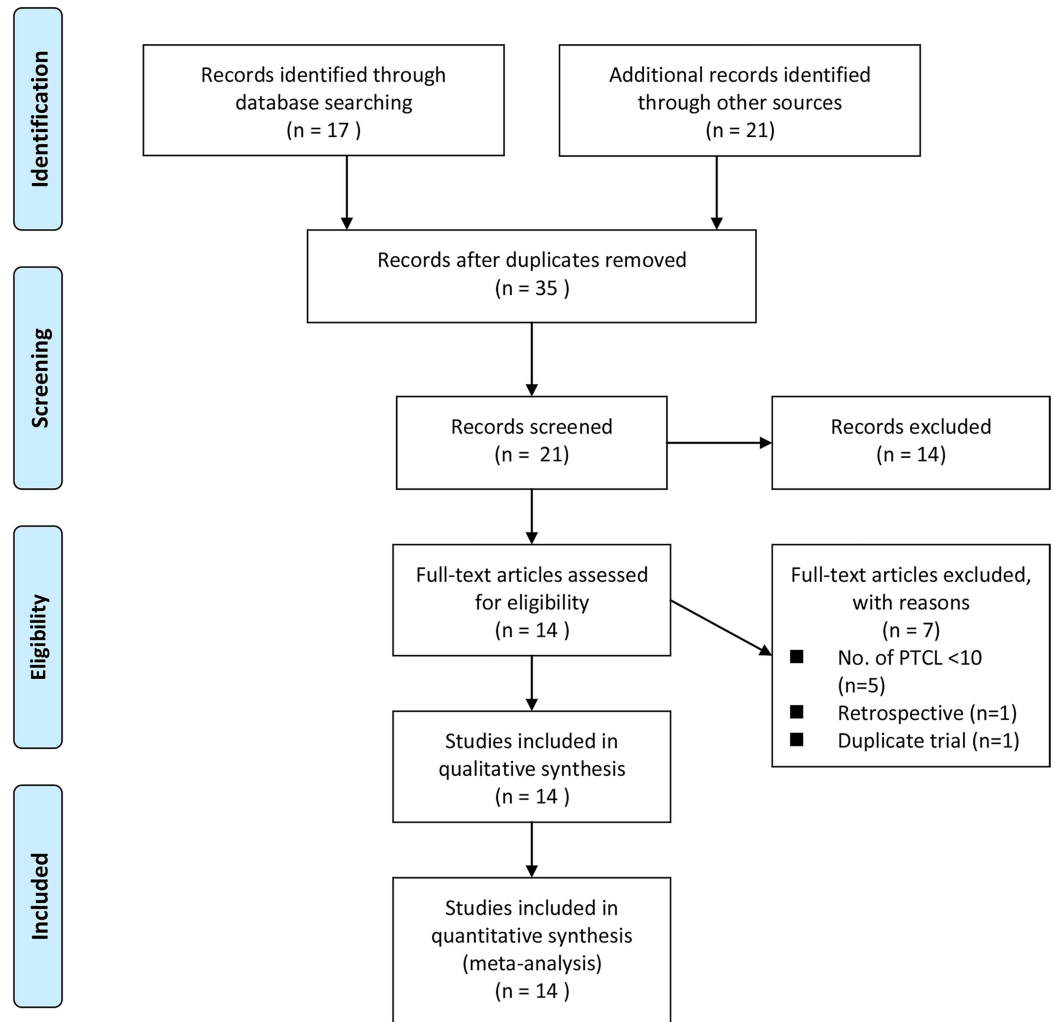 Identification
Records identified through
database searching
(n = 17 )
Additional records identified
through other sources
(n = 21)
Records after duplicates removed
(n = 35 )
Screening
Records screened
(n =  21)
Records excluded
(n = 14)
Eligibility
Full-text articles assessed
for eligibility
(n = 14 )
Full-text articles excluded,
with reasons
(n = 7)
■ No. of PTCL <10
(n=5)
■ Retrospective (n=1)
■ Duplicate trial (n=1)
Studies included in
qualitative synthesis
(n = 14 )
Included
Studies included in
quantitative synthesis
(meta-analysis)
(n = 14 )